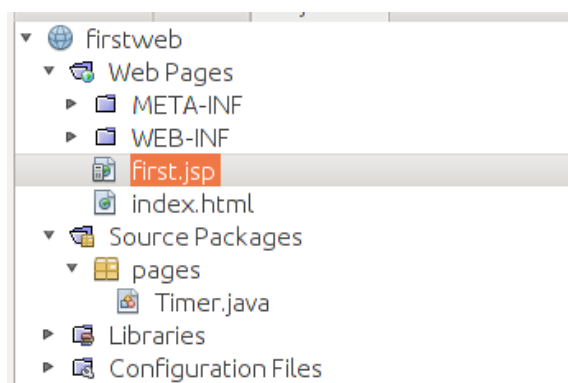 firstweb
Web Pages
META-INF
WEB-INF
first.jsp
index.html
Source Packages
pages
Timer.java
Libraries
Configuration Files